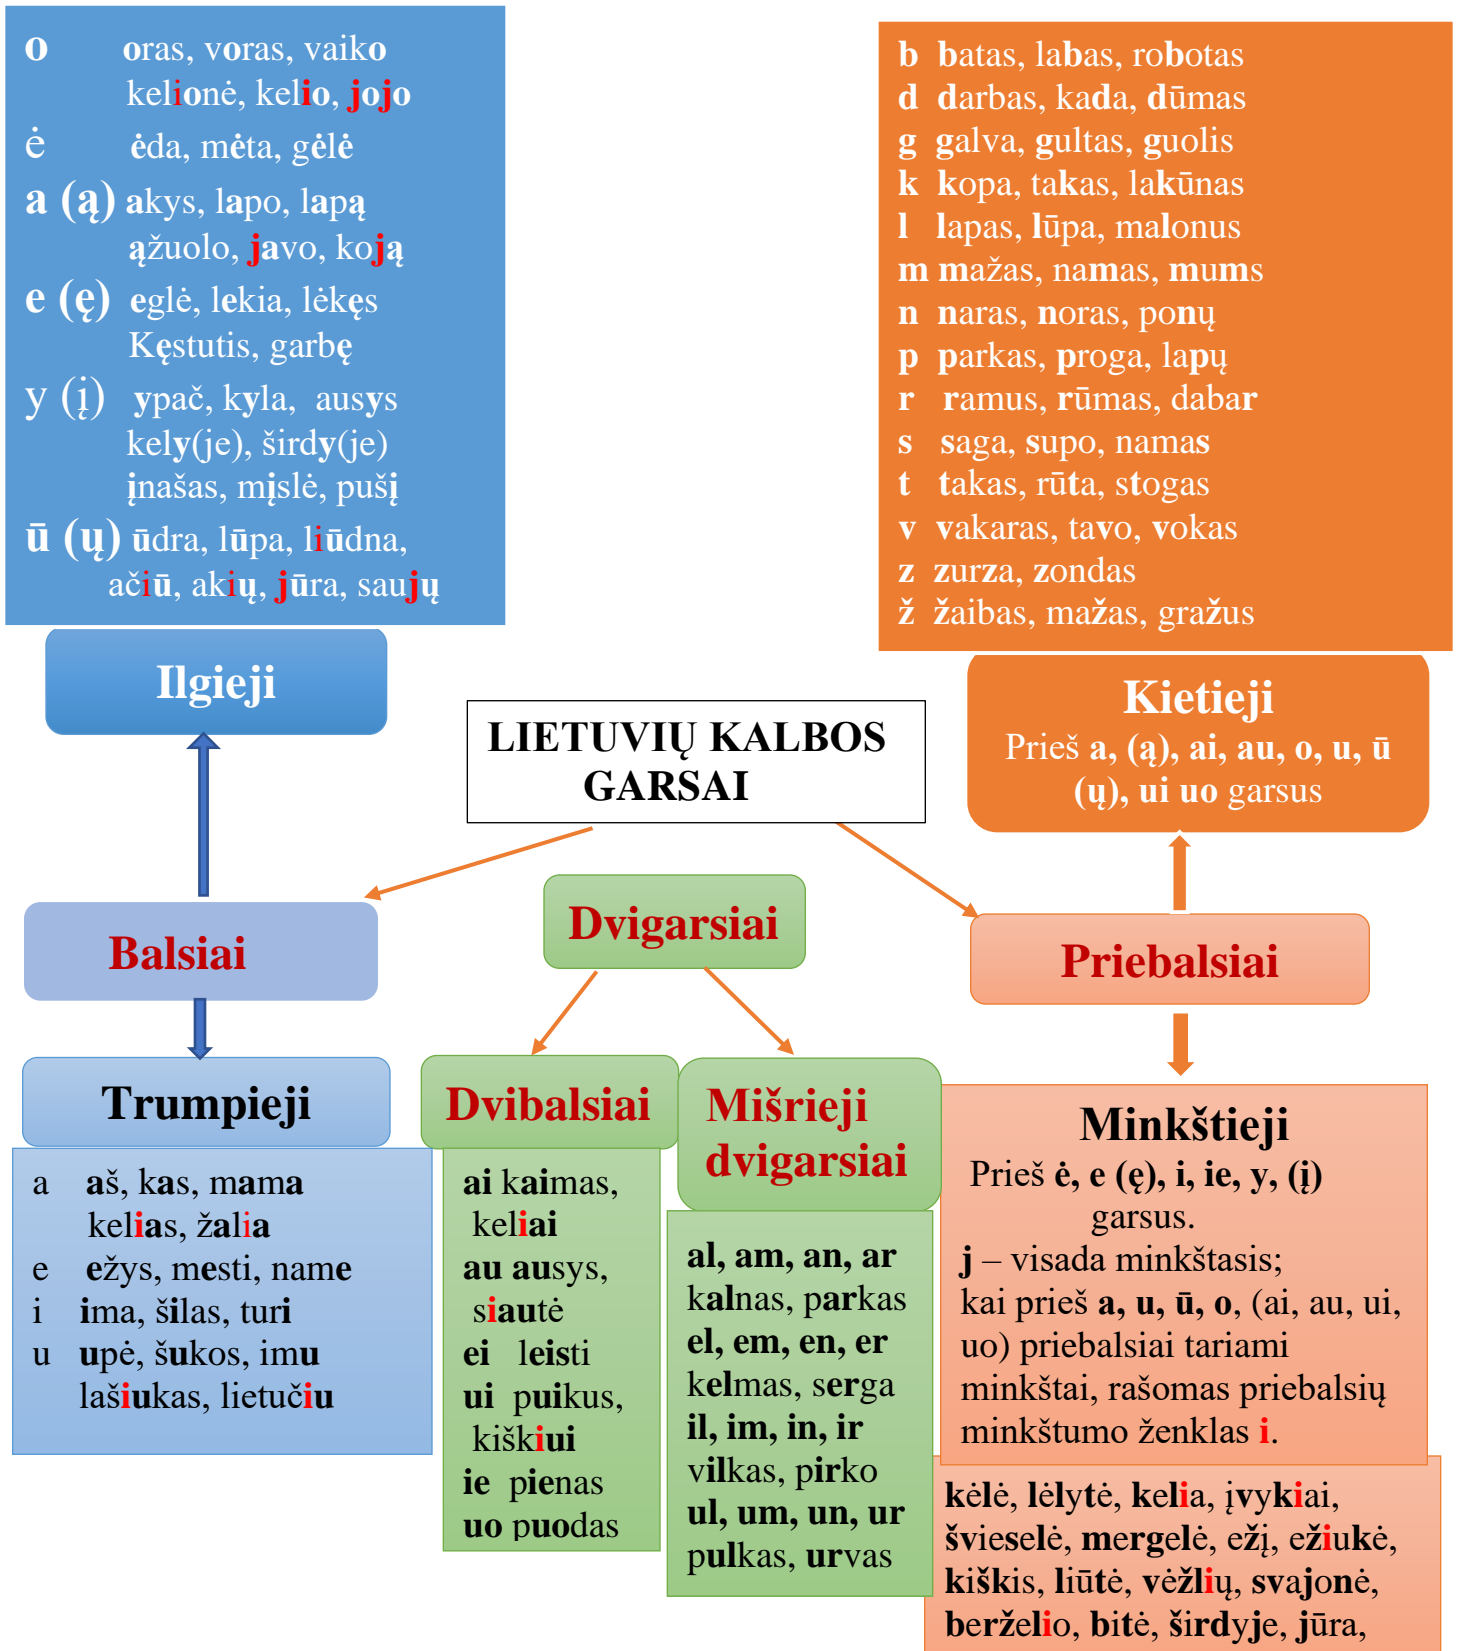 o oras, voras, vaiko
kelionė, kelio, jojo
ė ėda, mėta, gėlė
a (ą) akys, lapo, lapą
ąžuolo, javo, koją
e (ę) eglė, lekia, lėkęs
Kęstutis, garbę
y (į) ypač, kyla, ausys
kely(je), širdy(je)
įnašas, mįslė, pušį
ū (ų) ūdra, lūpa, liūdna,
ačiū, akių, jūra, saujų
Ilgieji
b batas, labas, robotas
d darbas, kada, dūmas
g galva, gultas, guolis
k kopa, takas, lakūnas
l lapas, lūpa, malonus
m mažas, namas, mums
n naras, noras, ponų
p parkas, proga, lapų
r ramus, rūmas, dabar
s saga, supo, namas
t takas, rūta, stogas
v vakaras, tavo, vokas
z zurza, zondas
ž žaibas, mažas, gražus
Kietieji
Prieš a, (ą), ai, au, o, u, ū
(ų), ui uo garsus
LIETUVIŲ KALBOS
GARSAI
Balsiai
Dvigarsiai
Priebalsiai
Trumpieji
a aš, kas, mama
kelias, žalia
e ežys, mesti, name
i ima, šilas, turi
u upė, šukos, imu
lašiukas, lietučiu
Dvibalsiai
ai kaimas,
keliai
au ausys,
siautė
ei leisti
ui puikus,
kiškiui
ie pienas
uo puodas
Mišrieji
dvigarsiai
al, am, an, ar
kalnas, parkas
el, em, en, er
kelmas, serga
il, im, in, ir
vilkas, pirko
ul, um, un, ur
pulkas, urvas
Minkštieji
Prieš ė, e (ę), i, ie, y, (į)
garsus.
j – visada minkštasis;
kai prieš a, u, ū, o, (ai, au, ui,
uo) priebalsiai tariami
minkštai, rašomas priebalsių
minkštumo ženklas i.
kėlė, lėlytė, kelia, įvykiai,
švieselė, mergelė, ežį, ežiukė,
kiškis, liūtė, vėžlių, svajonė,
berželio, bitė, širdyje, jūra,